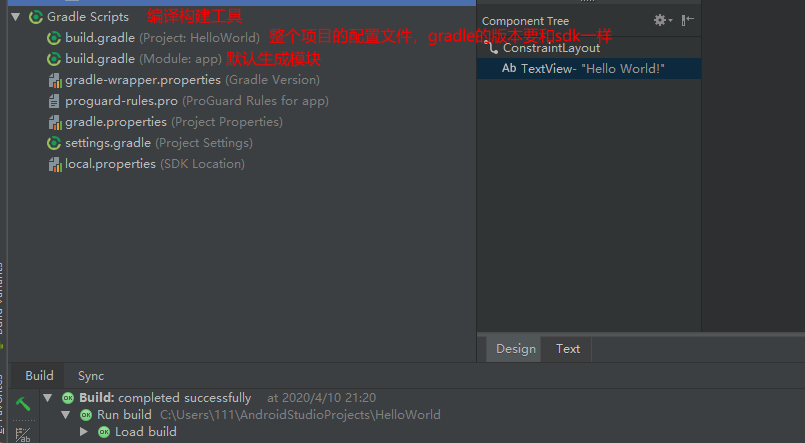 Gradle Scripts 编译构建工具
build.gradle (Project: HelloWorld) 整个项目的配置文件，gradle的版本要和sdk一样
build.gradle (Module: app) 默认生成模块
gradle-wrapper.properties (Gradle Version)
proguard-rules.pro (ProGuard Rules for app)
gradle.properties (Project Properties)
settings.gradle (Project Settings)
local.properties (SDK Location)
Component Tree
ConstraintLayout
Ab TextView- "Hello World!"
Design Text
Build Sync
Build: completed successfully at 2020/4/10 21:20
OK Run build C:\Users\111\AndroidStudioProjects\HelloWorld
OK Load build